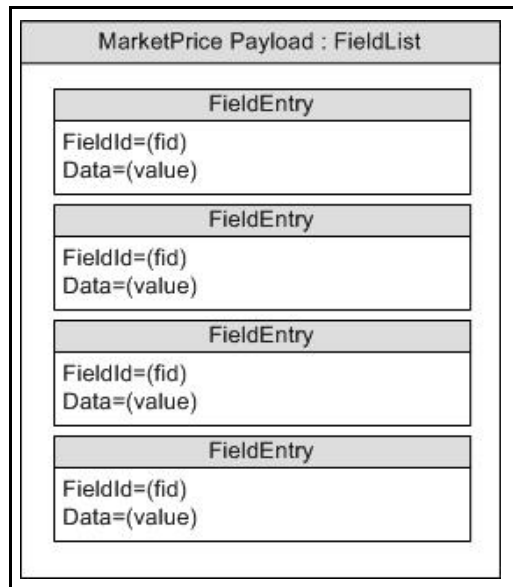 MarketPrice Payload : FieldList
FieldEntry
FieldId=(fid)
Data=(value)
FieldEntry
FieldId=(fid)
Data=(value)
FieldEntry
FieldId=(fid)
Data=(value)
FieldEntry
FieldId=(fid)
Data=(value)